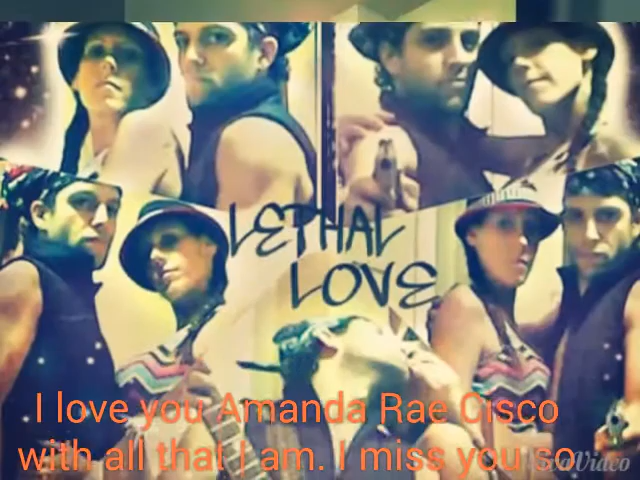 LETHAL
LOVE
I love you Amanda Rae Cisco
with all that I am. I miss you so